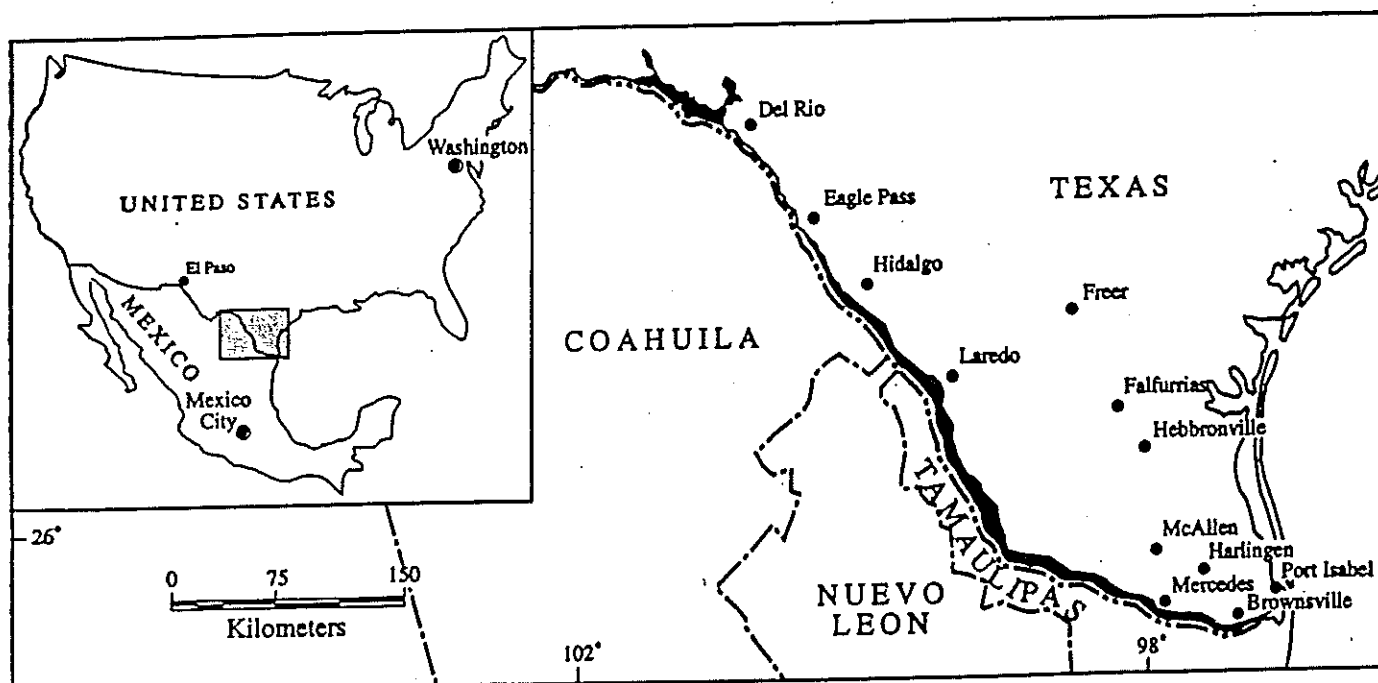 Washington
UNITED STATES
El Paso
MEXICO
Mexico
City
Del Rio
TEXAS
Eagle Pass
Hidalgo
Freer
COAHUILA
Laredo
Falfurrias
Hebbronville
TAMAULIPAS
26°
McAllen
Harlingen
Port Isabel
Mercedes
Brownsville
0 75 150
Kilometers
NUEVO
LEON
102°
98°